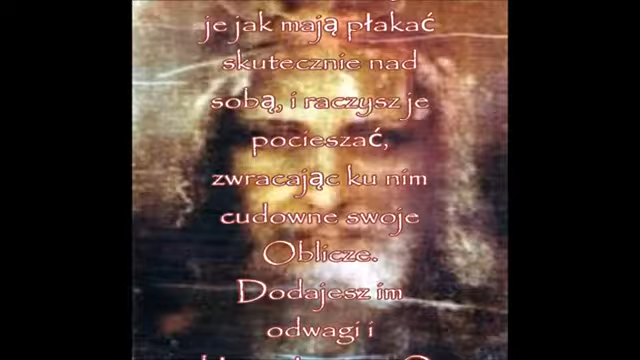 je jak mają płakać
skutecznie nad
sobą, i raczysz je
pocieszać,
zwracając ku nim
cudowne swoje
Oblicze.
Dodajesz im
odwagi i